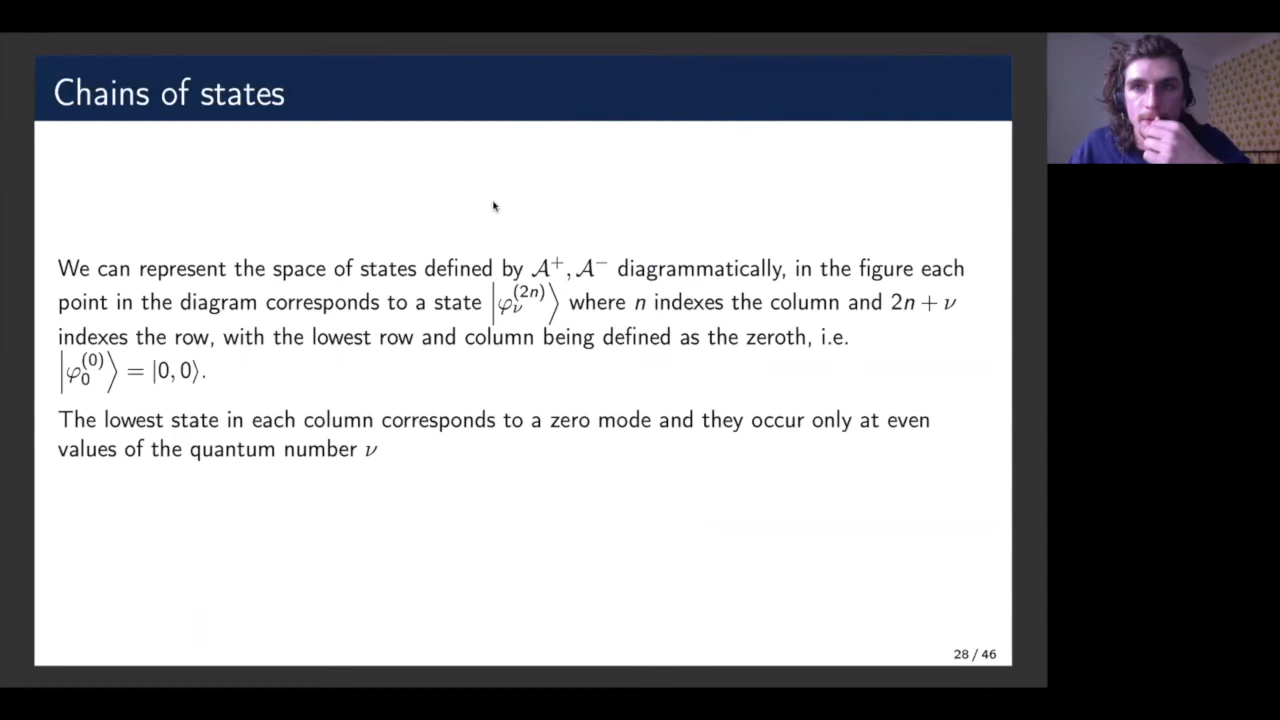 Chains of states
We can represent the space of states defined by 𝒜⁺, 𝒜⁻ diagrammatically, in the figure each
point in the diagram corresponds to a state |φ_ν^(2n)⟩ where n indexes the column and 2n + ν
indexes the row, with the lowest row and column being defined as the zeroth, i.e.
|φ_0^(0)⟩ = |0, 0⟩.
The lowest state in each column corresponds to a zero mode and they occur only at even
values of the quantum number ν
28 / 46